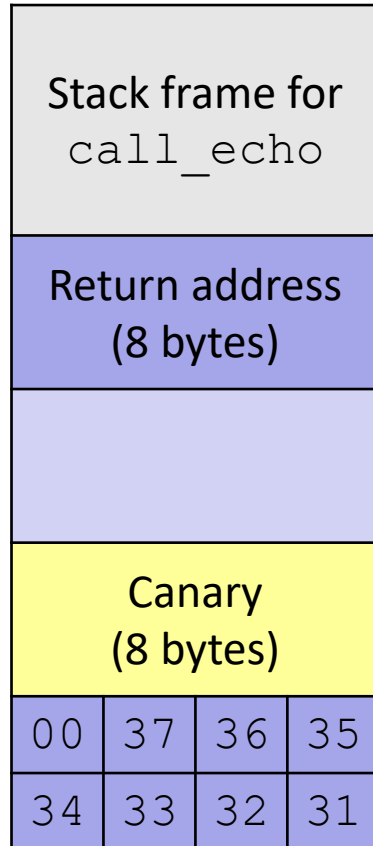 Stack frame for
call_echo
Return address
(8 bytes)
Canary
(8 bytes)
00 37 36 35
34 33 32 31